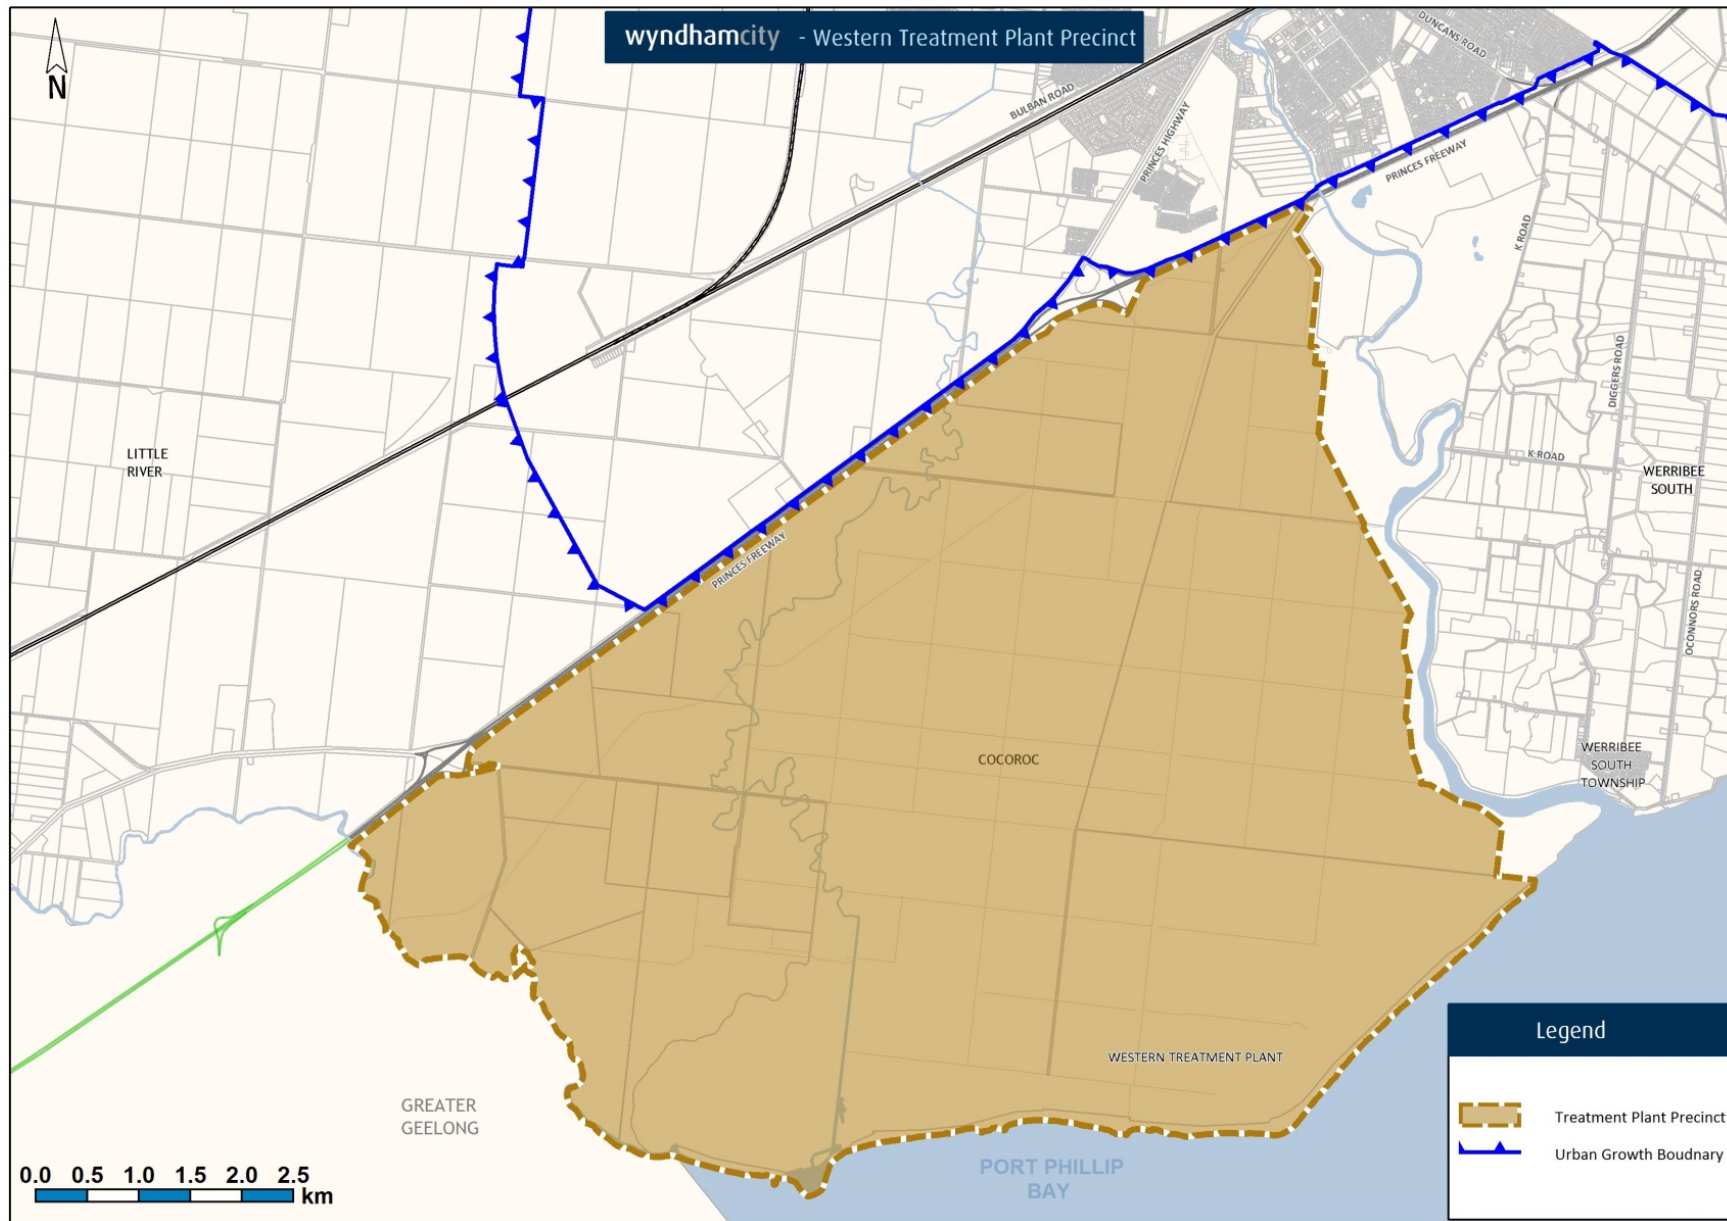 wyndhamcity - Western Treatment Plant Precinct
N
DUNCANS ROAD
BULBAN ROAD
PRINCES HIGHWAY
PRINCES FREEWAY
K ROAD
DIGGERS ROAD
LITTLE
RIVER
K ROAD
WERRIBEE
SOUTH
PRINCES FREEWAY
OCONNORS ROAD
COCOROC
WERRIBEE
SOUTH
TOWNSHIP
Legend
WESTERN TREATMENT PLANT
GREATER
GEELONG
Treatment Plant Precinct
Urban Growth Boudnary
PORT PHILLIP
BAY
0.0 0.5 1.0 1.5 2.0 2.5
km